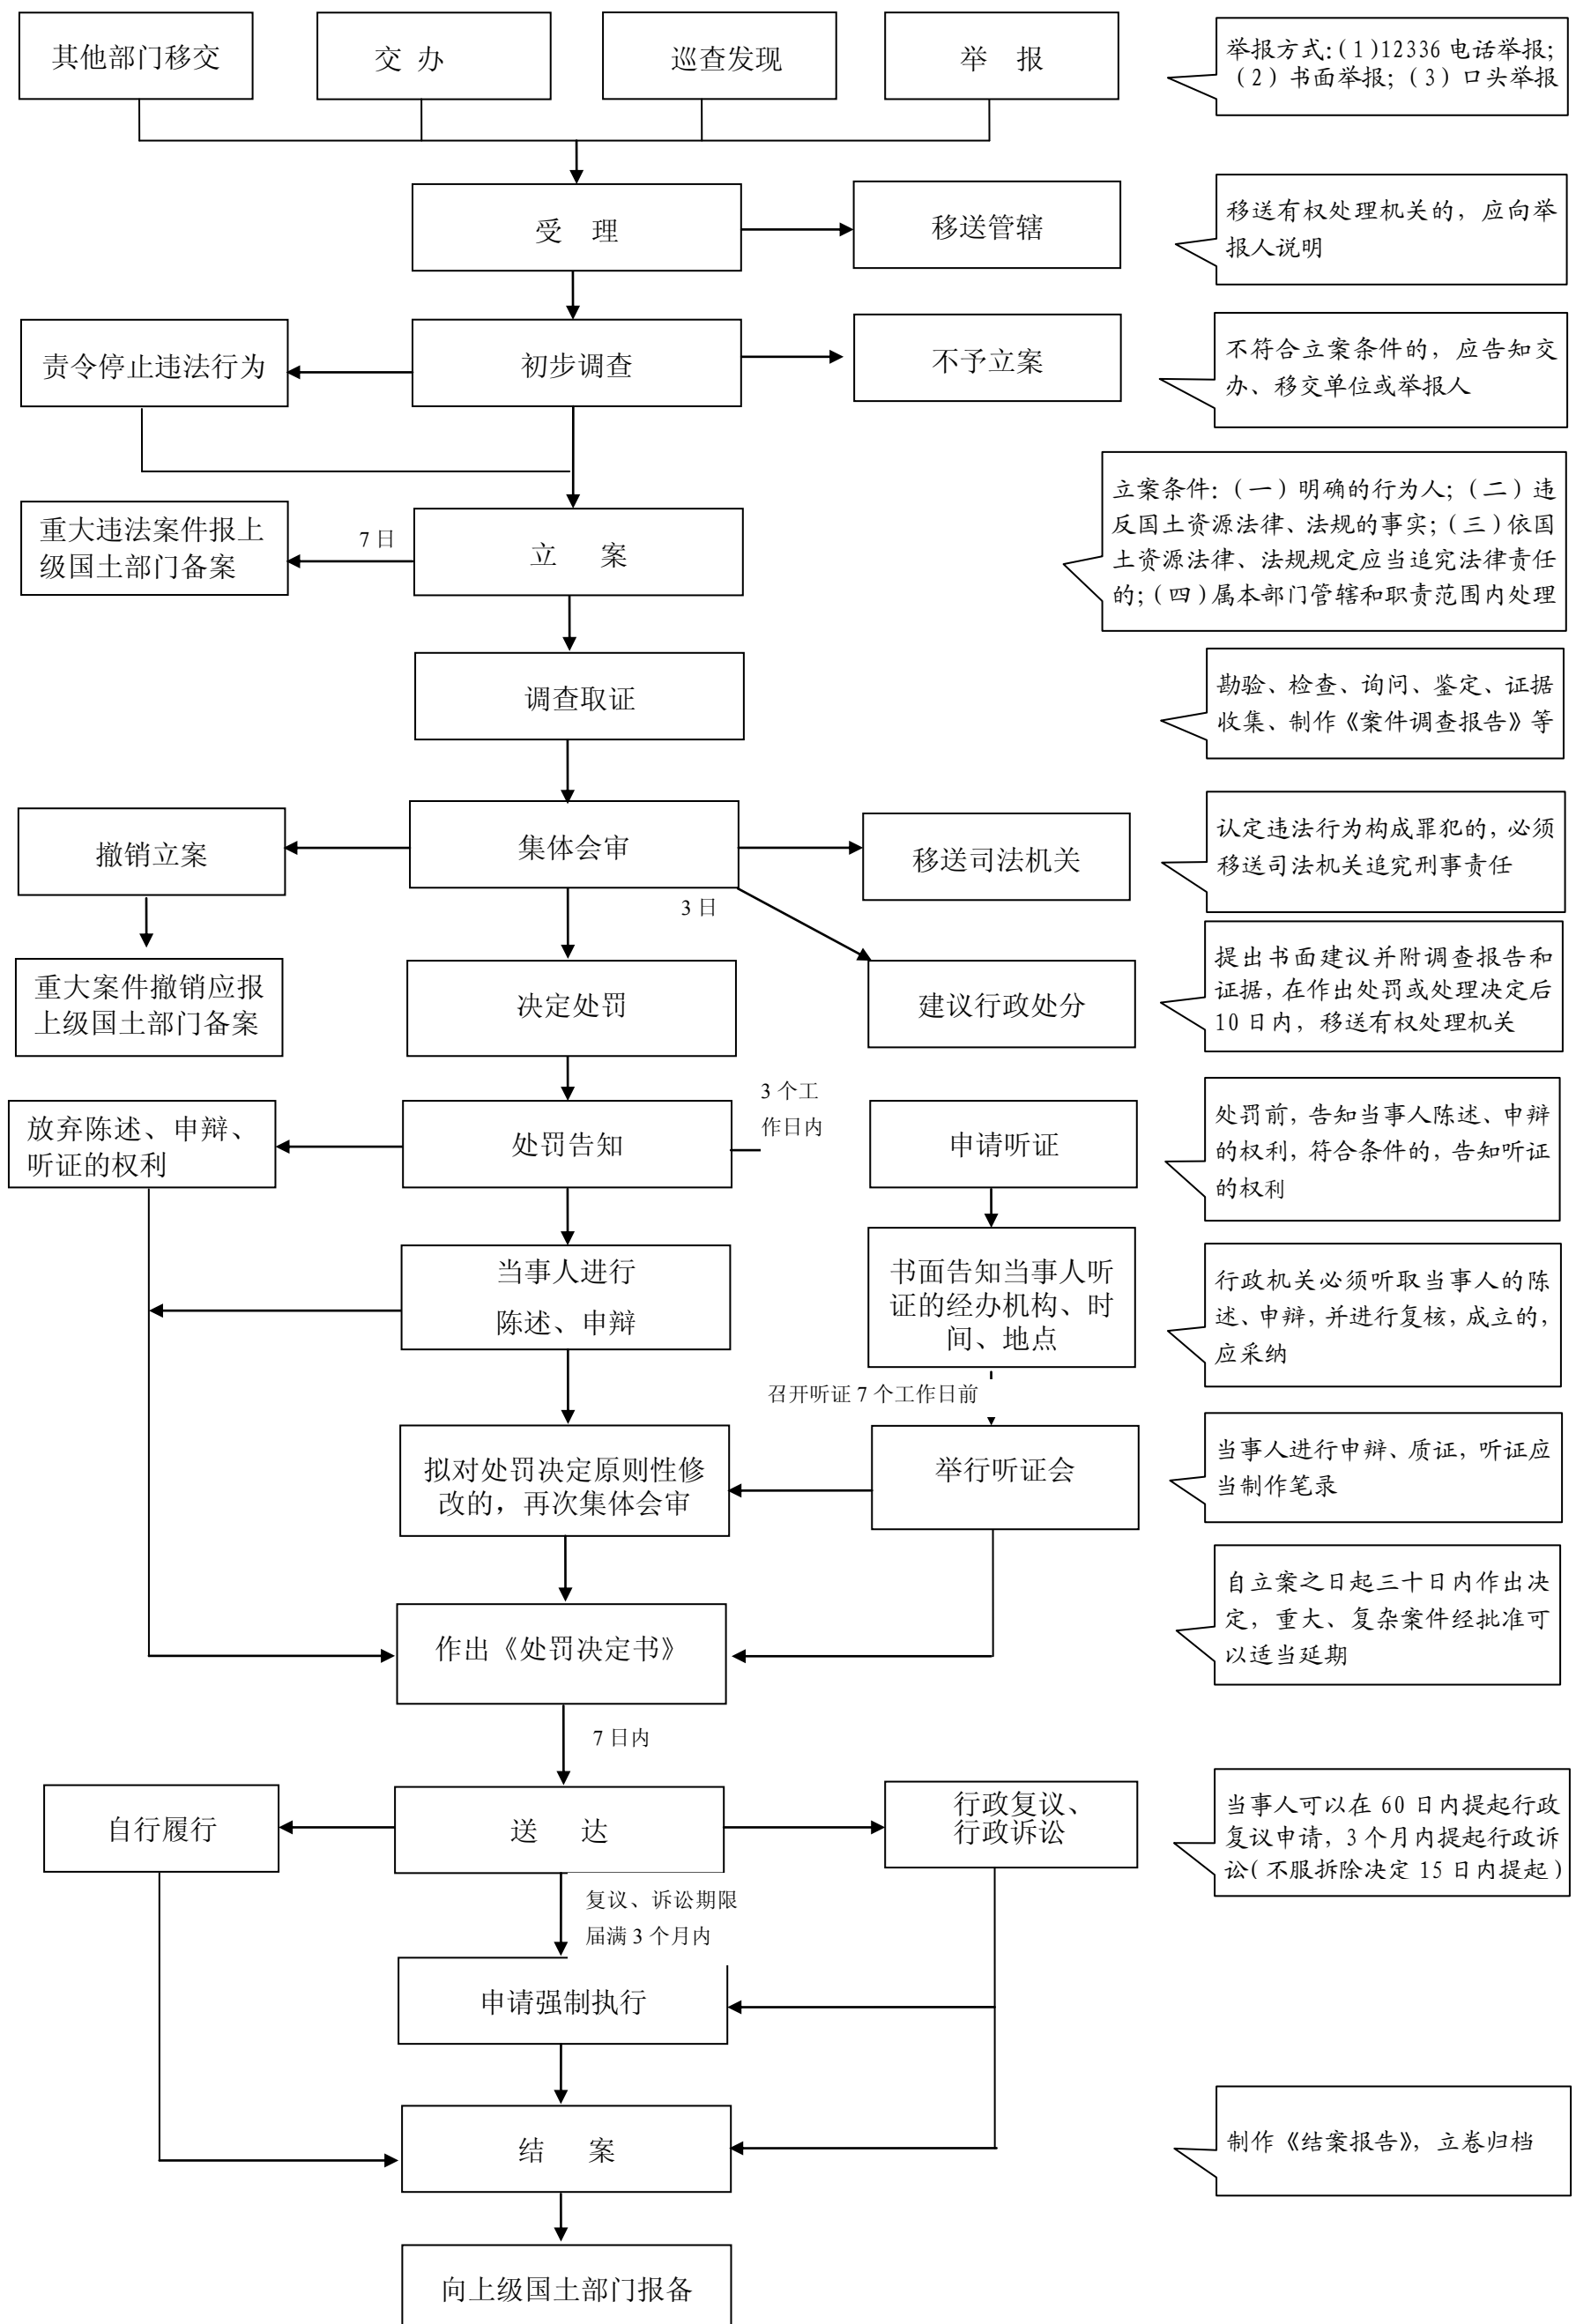 其他部门移交
交 办
巡查发现
举 报
举报方式：（1）12336 电话举报；
（2）书面举报；（3）口头举报
受 理
移送管辖
移送有权处理机关的，应向举
报人说明
责令停止违法行为
初步调查
不予立案
不符合立案条件的，应告知交
办、移交单位或举报人
重大违法案件报上
级国土部门备案
7 日
立 案
立案条件：（一）明确的行为人；（二）违
反国土资源法律、法规的事实；（三）依国
土资源法律、法规规定应当追究法律责任
的；（四）属本部门管辖和职责范围内处理
调查取证
勘验、检查、询问、鉴定、证据
收集、制作《案件调查报告》等
撤销立案
集体会审
移送司法机关
认定违法行为构成罪犯的，必须
移送司法机关追究刑事责任
3 日
重大案件撤销应报
上级国土部门备案
决定处罚
建议行政处分
提出书面建议并附调查报告和
证据，在作出处罚或处理决定后
10 日内，移送有权处理机关
放弃陈述、申辩、
听证的权利
处罚告知
3 个工
作日内
申请听证
处罚前，告知当事人陈述、申辩
的权利，符合条件的，告知听证
的权利
当事人进行
陈述、申辩
书面告知当事人听
证的经办机构、时
间、地点
行政机关必须听取当事人的陈
述、申辩，并进行复核，成立的，
应采纳
召开听证 7 个工作日前
拟对处罚决定原则性修
改的，再次集体会审
举行听证会
当事人进行申辩、质证，听证应
当制作笔录
作出《处罚决定书》
自立案之日起三十日内作出决
定，重大、复杂案件经批准可
以适当延期
7 日内
自行履行
送 达
行政复议、
行政诉讼
当事人可以在 60 日内提起行政
复议申请，3 个月内提起行政诉
讼（不服拆除决定 15 日内提起）
复议、诉讼期限
届满 3 个月内
申请强制执行
结 案
制作《结案报告》，立卷归档
向上级国土部门报备